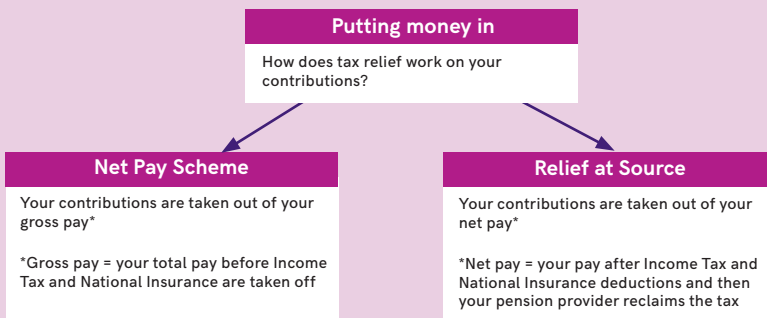 Putting money in
How does tax relief work on your
contributions?
Net Pay Scheme
Your contributions are taken out of your
gross pay*
*Gross pay = your total pay before Income
Tax and National Insurance are taken off
Relief at Source
Your contributions are taken out of your
net pay*
*Net pay = your pay after Income Tax and
National Insurance deductions and then
your pension provider reclaims the tax